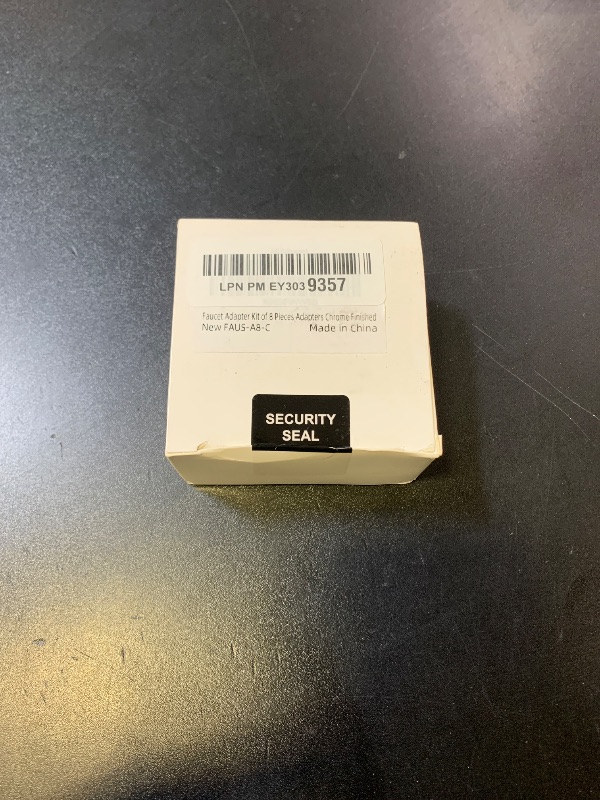 LPN PM EY303 9357
Faucet Adapter Kit of 8 Pieces Adapters Chrome Finished
New FAUS-A8-C Made in China
SECURITY
SEAL